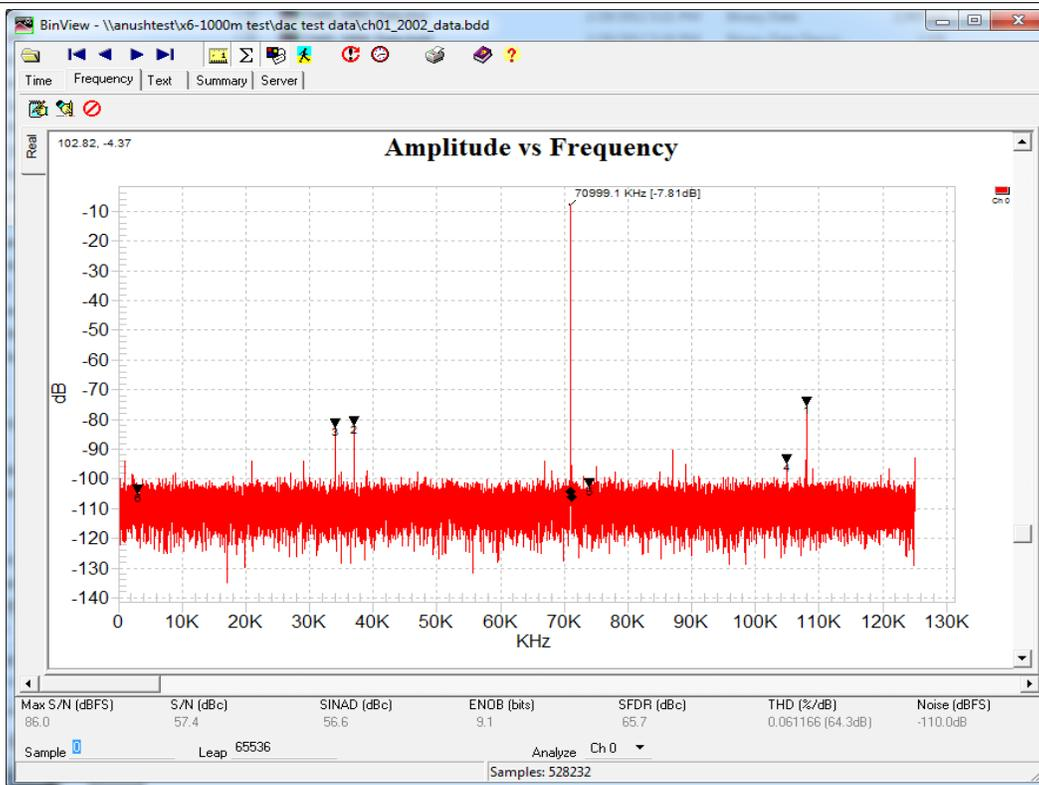 BinView - \\anushtest\x6-1000m test\dac test data\ch01_2002_data.bdd
Time Frequency Text Summary Server
Real
102.82, -4.37
Amplitude vs Frequency
70999.1 KHz [-7.81dB]
Ch 0
-10
-20
-30
-40
-50
-60
-70
-80
-90
-100
-110
-120
-130
-140
dB
3
2
4
0 10K 20K 30K 40K 50K 60K 70K 80K 90K 100K 110K 120K 130K
KHz
Max S/N (dBFS) S/N (dBc) SINAD (dBc) ENOB (bits) SFDR (dBc) THD (%/dB) Noise (dBFS)
86.0 57.4 56.6 9.1 65.7 0.061166 (64.3dB) -110.0dB
Sample 0 Leap 65536 Analyze Ch 0
Samples: 528232